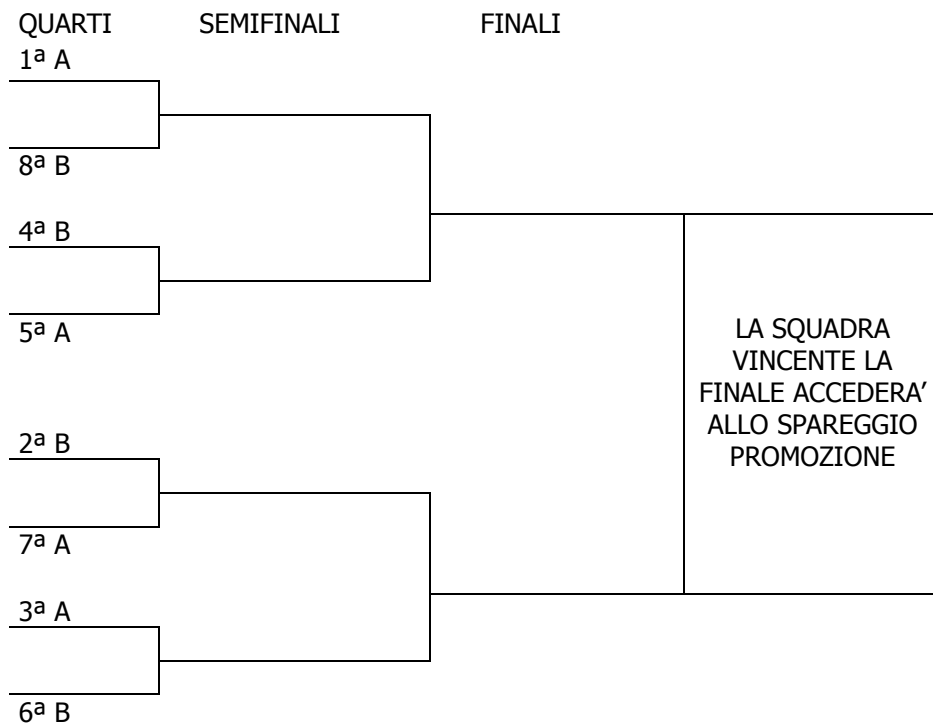 QUARTI SEMIFINALI FINALI
1ª A
8ª B
4ª B
5ª A
LA SQUADRA
VINCENTE LA
FINALE ACCEDERA’
ALLO SPAREGGIO
PROMOZIONE
2ª B
7ª A
3ª A
6ª B